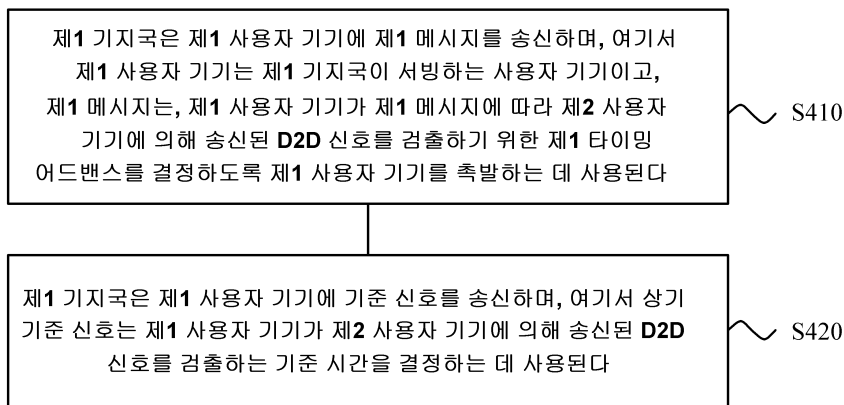 제1 기지국은 제1 사용자 기기에 제1 메시지를 송신하며, 여기서
제1 사용자 기기는 제1 기지국이 서빙하는 사용자 기기이고,
제1 메시지는, 제1 사용자 기기가 제1 메시지에 따라 제2 사용자
기기에 의해 송신된 D2D 신호를 검출하기 위한 제1 타이밍
어드밴스를 결정하도록 제1 사용자 기기를 촉발하는 데 사용된다
S410
제1 기지국은 제1 사용자 기기에 기준 신호를 송신하며, 여기서 상기
기준 신호는 제1 사용자 기기가 제2 사용자 기기에 의해 송신된 D2D
신호를 검출하는 기준 시간을 결정하는 데 사용된다
S420